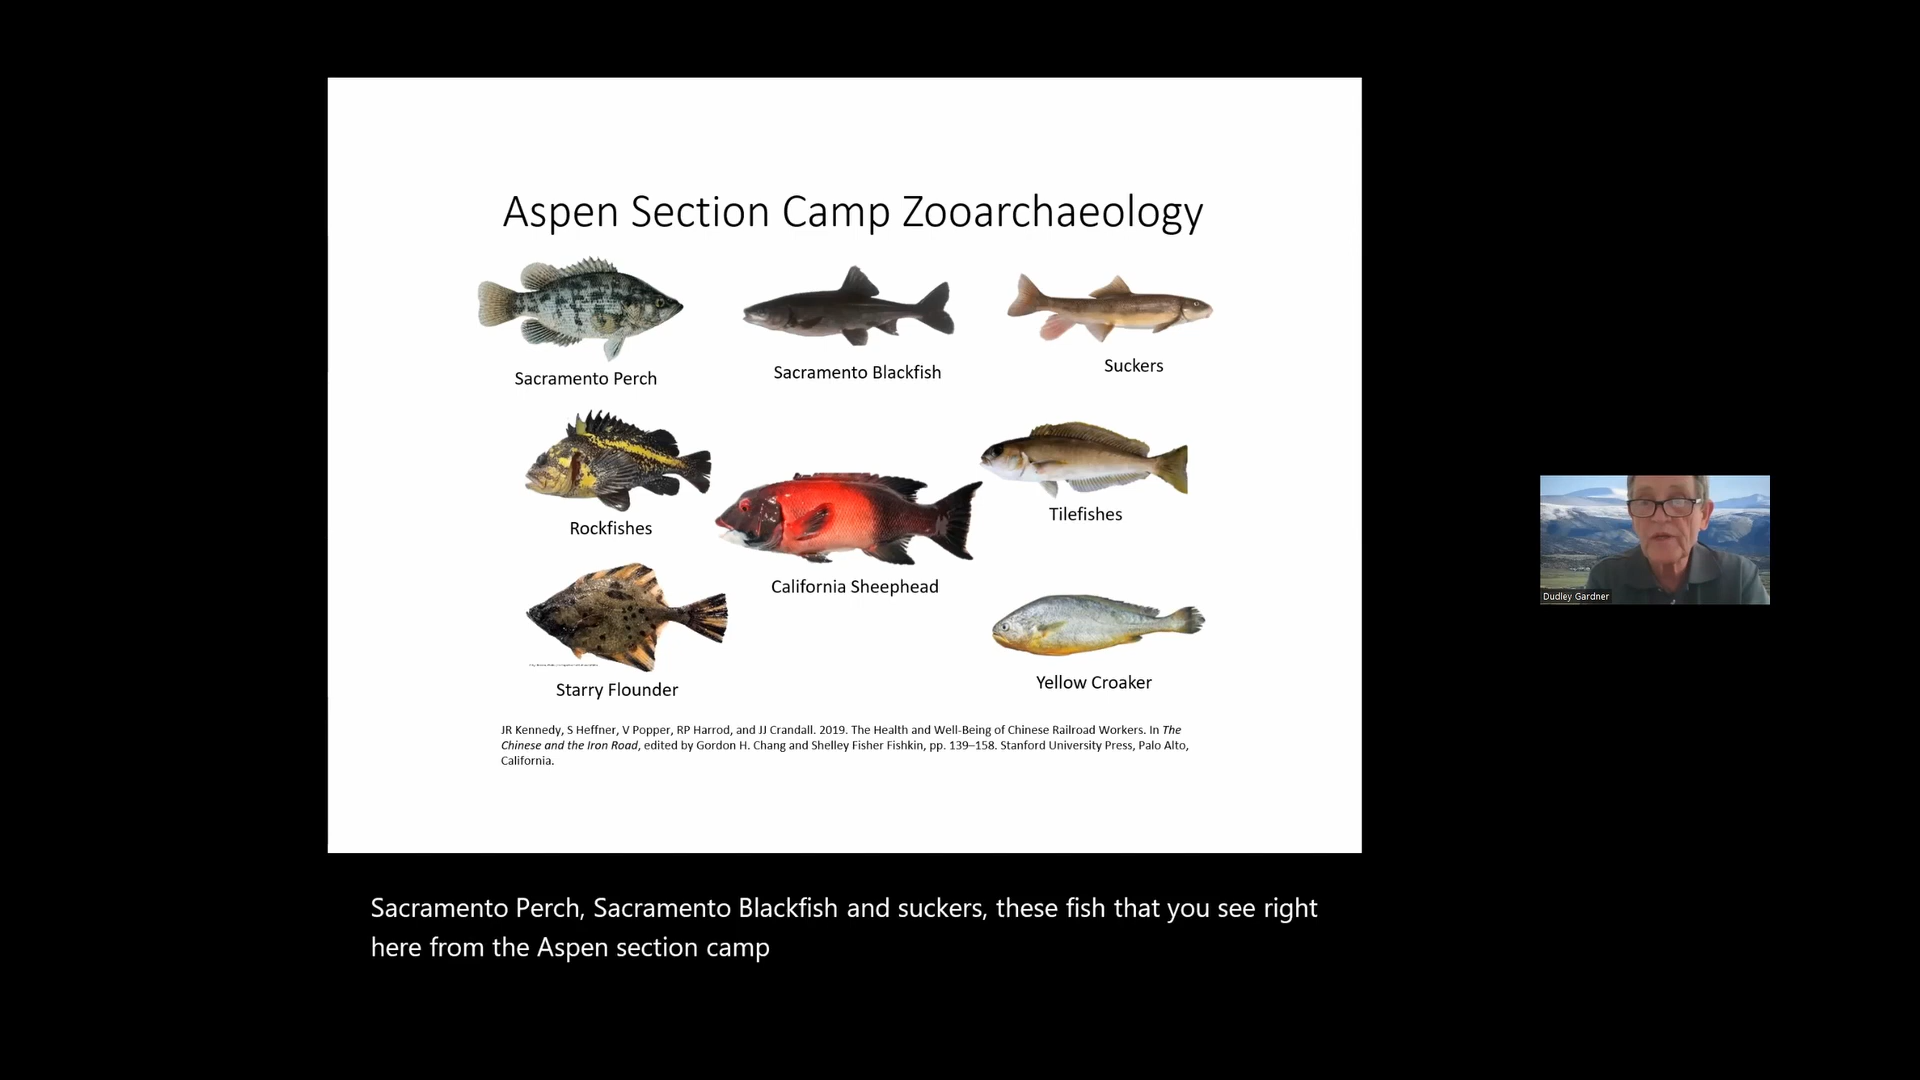 Aspen Section Camp Zooarchaeology
Sacramento Perch
Sacramento Blackfish
Suckers
Rockfishes
California Sheephead
Tilefishes
Starry Flounder
Yellow Croaker
JR Kennedy, S Heffner, V Popper, RP Harrod, and JJ Crandall. 2019. The Health and Well-Being of Chinese Railroad Workers. In The
Chinese and the Iron Road, edited by Gordon H. Chang and Shelley Fisher Fishkin, pp. 139–158. Stanford University Press, Palo Alto,
California.
Dudley Gardner
Sacramento Perch, Sacramento Blackfish and suckers, these fish that you see right
here from the Aspen section camp